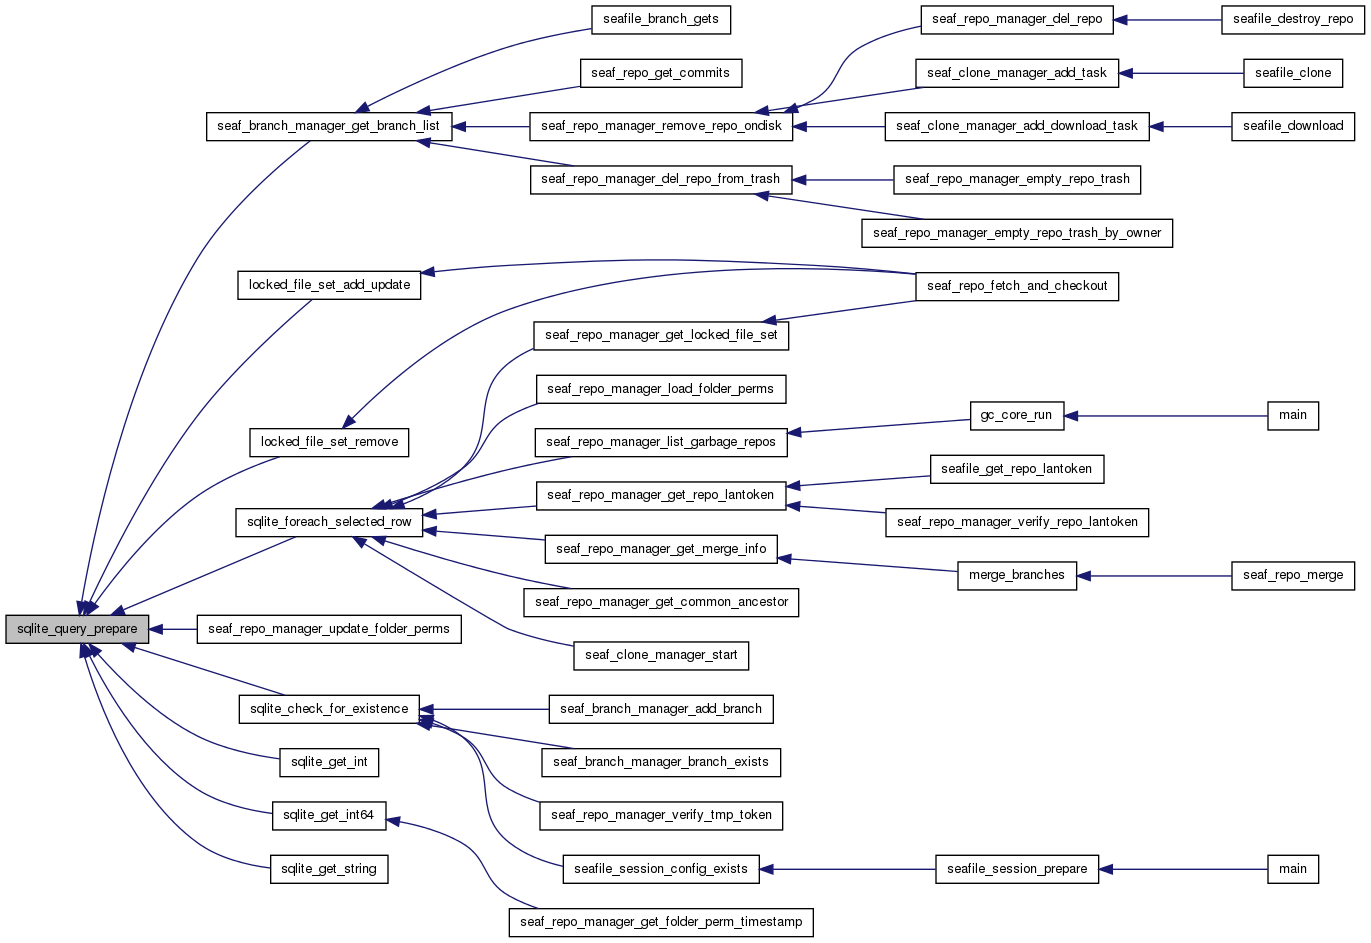 seafile_branch_gets
seaf_repo_manager_del_repo
seafile_destroy_repo
seaf_repo_get_commits
seaf_clone_manager_add_task
seafile_clone
seaf_branch_manager_get_branch_list
seaf_repo_manager_remove_repo_ondisk
seaf_clone_manager_add_download_task
seafile_download
seaf_repo_manager_del_repo_from_trash
seaf_repo_manager_empty_repo_trash
seaf_repo_manager_empty_repo_trash_by_owner
locked_file_set_add_update
seaf_repo_fetch_and_checkout
seaf_repo_manager_get_locked_file_set
seaf_repo_manager_load_folder_perms
gc_core_run
main
locked_file_set_remove
seaf_repo_manager_list_garbage_repos
seafile_get_repo_lantoken
seaf_repo_manager_get_repo_lantoken
sqlite_foreach_selected_row
seaf_repo_manager_verify_repo_lantoken
seaf_repo_manager_get_merge_info
merge_branches
seaf_repo_merge
seaf_repo_manager_get_common_ancestor
sqlite_query_prepare
seaf_repo_manager_update_folder_perms
seaf_clone_manager_start
sqlite_check_for_existence
seaf_branch_manager_add_branch
sqlite_get_int
seaf_branch_manager_branch_exists
sqlite_get_int64
seaf_repo_manager_verify_tmp_token
sqlite_get_string
seafile_session_config_exists
seafile_session_prepare
main
seaf_repo_manager_get_folder_perm_timestamp